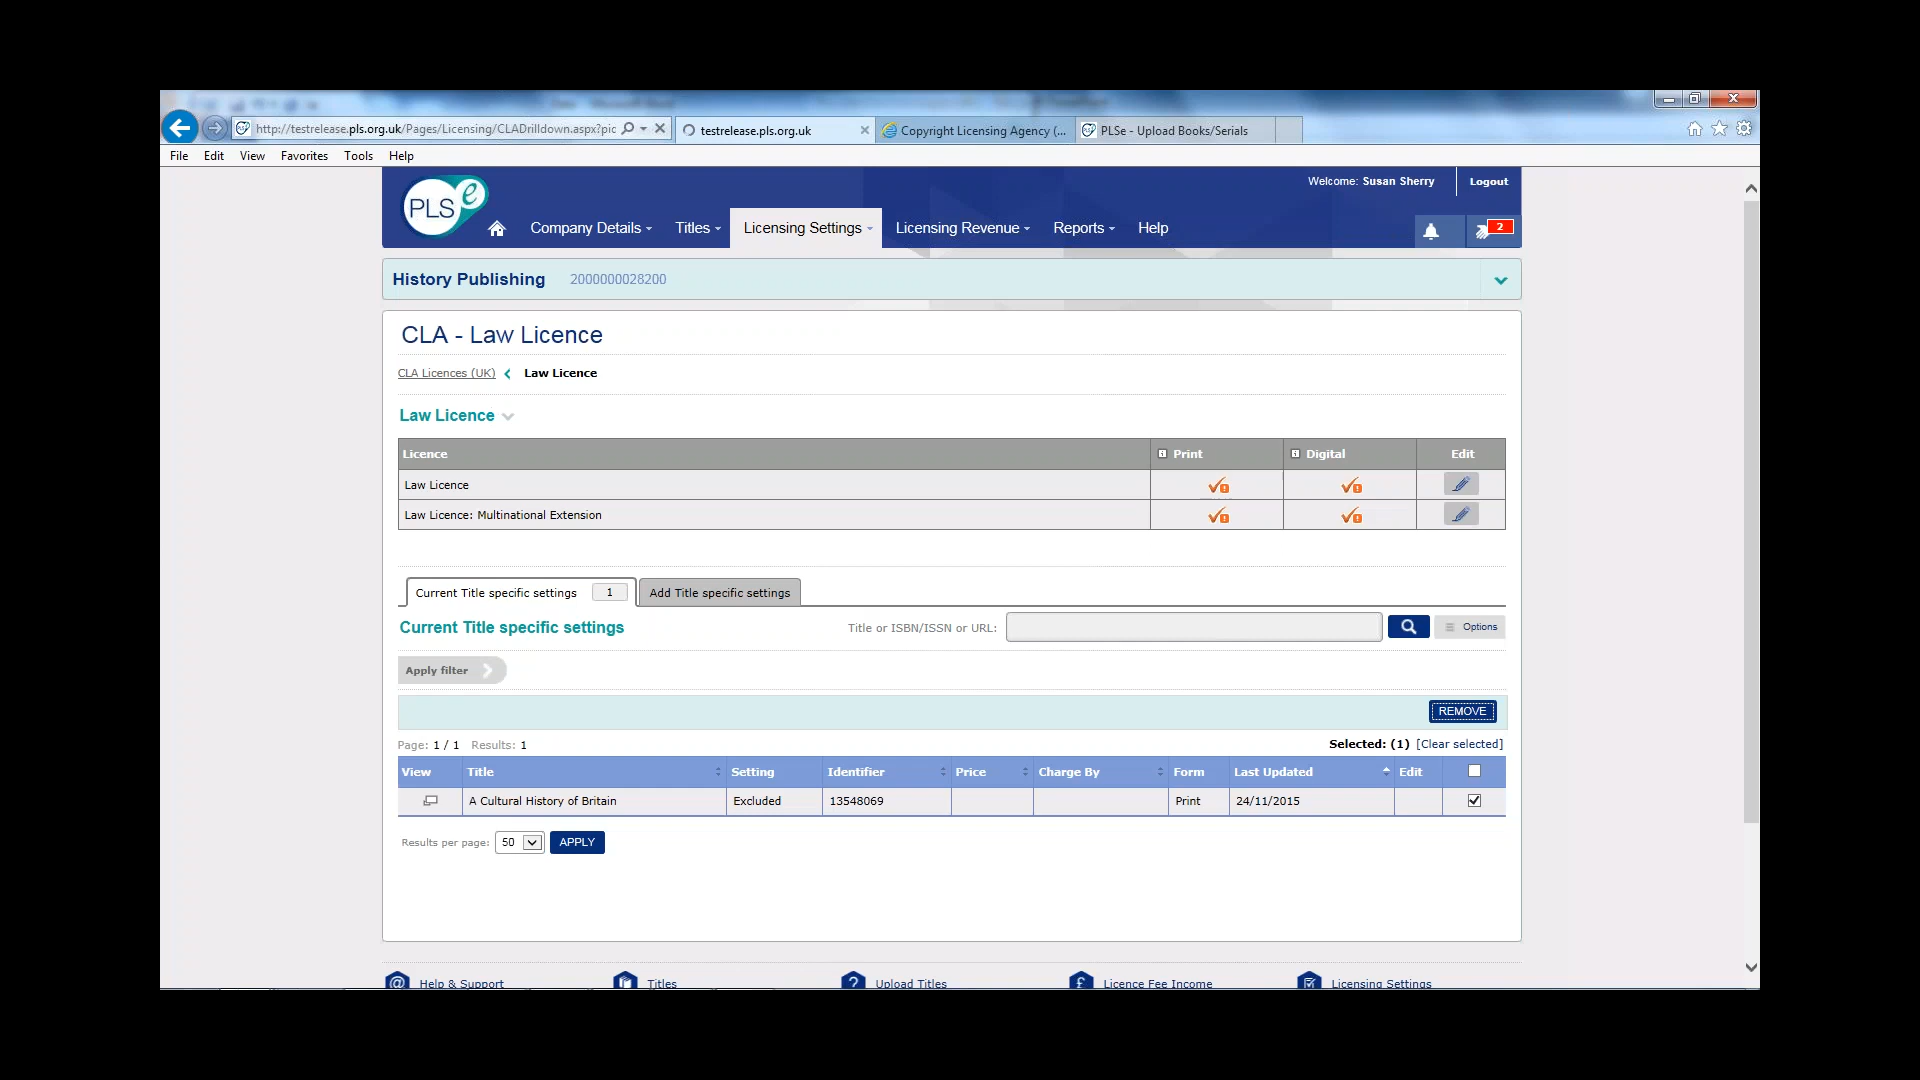 http://testrelease.pls.org.uk/Pages/Licensing/CLADrilldown.aspx?pic
testrelease.pls.org.uk
Copyright Licensing Agency (...
PLSe - Upload Books/Serials
File Edit View Favorites Tools Help
Welcome: Susan Sherry
Logout
PLS e
Company Details
Titles
Licensing Settings
Licensing Revenue
Reports
Help
2
History Publishing 2000000028200
CLA - Law Licence
CLA Licences (UK) Law Licence
Law Licence
Licence Print Digital Edit
Law Licence
Law Licence: Multinational Extension
Current Title specific settings 1 Add Title specific settings
Current Title specific settings Title or ISBN/ISSN or URL: Options
Apply filter
REMOVE
Page: 1 / 1 Results: 1 Selected: (1) [Clear selected]
View Title Setting Identifier Price Charge By Form Last Updated Edit
A Cultural History of Britain Excluded 13548069 Print 24/11/2015
Results per page: 50 APPLY
Help & Support Titles Upload Titles Licence Fee Income Licensing Settings